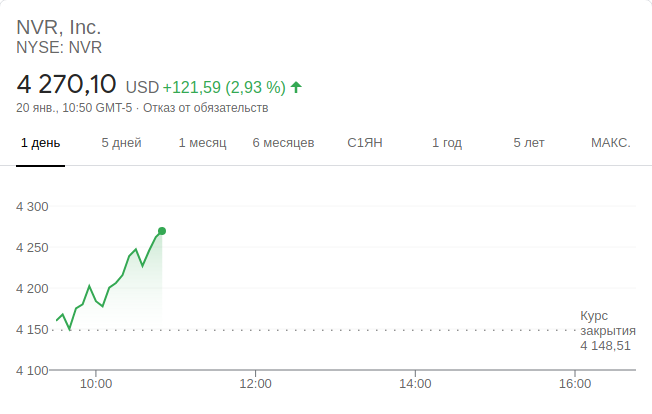 NVR, Inc.
NYSE: NVR
4 270,10 USD +121,59 (2,93 %)
20 янв., 10:50 GMT-5 · Отказ от обязательств
1 день 5 дней 1 месяц 6 месяцев С1ЯН 1 год 5 лет МАКС.
4 300
4 250
4 200
4 150
4 100
Курс
закрытия
4 148,51
10:00 12:00 14:00 16:00